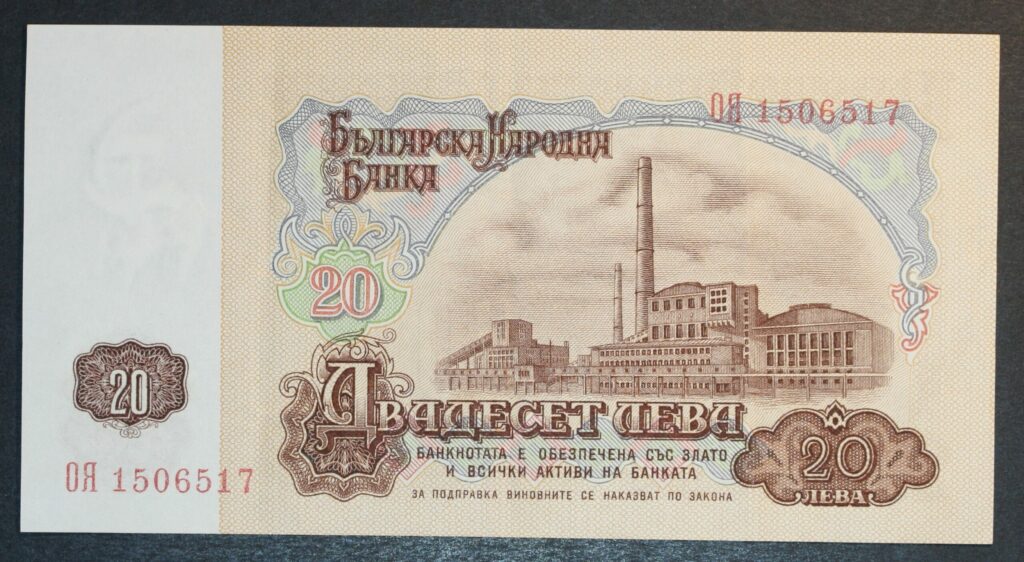 ОЯ 1506517
Българска Народна
Банка
20
20
Двадесет лева
БАНКНОТАТА Е ОБЕЗПЕЧЕНА СЪС ЗЛАТО
И ВСИЧКИ АКТИВИ НА БАНКАТА
ЗА ПОДПРАВКА ВИНОВНИТЕ СЕ НАКАЗВАТ ПО ЗАКОНА
20
ЛЕВА
ОЯ 1506517